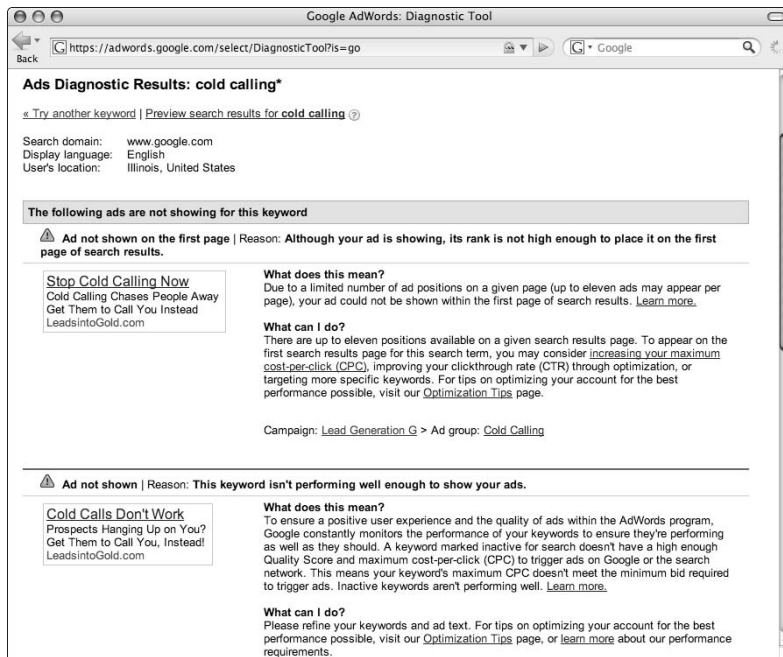 Google AdWords: Diagnostic Tool
Back
https://adwords.google.com/select/DiagnosticTool?is=go
G
Google
Ads Diagnostic Results: cold calling*
« Try another keyword | Preview search results for cold calling ?
Search domain: www.google.com
Display language: English
User's location: Illinois, United States
The following ads are not showing for this keyword
Ad not shown on the first page | Reason: Although your ad is showing, its rank is not high enough to place it on the first
page of search results.
Stop Cold Calling Now
Cold Calling Chases People Away
Get Them to Call You Instead
LeadsintoGold.com
What does this mean?
Due to a limited number of ad positions on a given page (up to eleven ads may appear per
page), your ad could not be shown within the first page of search results. Learn more.
What can I do?
There are up to eleven positions available on a given search results page. To appear on the
first search results page for this search term, you may consider increasing your maximum
cost-per-click (CPC), improving your clickthrough rate (CTR) through optimization, or
targeting more specific keywords. For tips on optimizing your account for the best
performance possible, visit our Optimization Tips page.
Campaign: Lead Generation G > Ad group: Cold Calling
Ad not shown | Reason: This keyword isn't performing well enough to show your ads.
Cold Calls Don't Work
Prospects Hanging Up on You?
Get Them to Call You, Instead!
LeadsintoGold.com
What does this mean?
To ensure a positive user experience and the quality of ads within the AdWords program,
Google constantly monitors the performance of your keywords to ensure they're performing
as well as they should. A keyword marked inactive for search doesn't have a high enough
Quality Score and maximum cost-per-click (CPC) to trigger ads on Google or the search
network. This means your keyword's maximum CPC doesn't meet the minimum bid required
to trigger ads. Inactive keywords aren't performing well. Learn more.
What can I do?
Please refine your keywords and ad text. For tips on optimizing your account for the best
performance possible, visit our Optimization Tips page, or learn more about our performance
requirements.